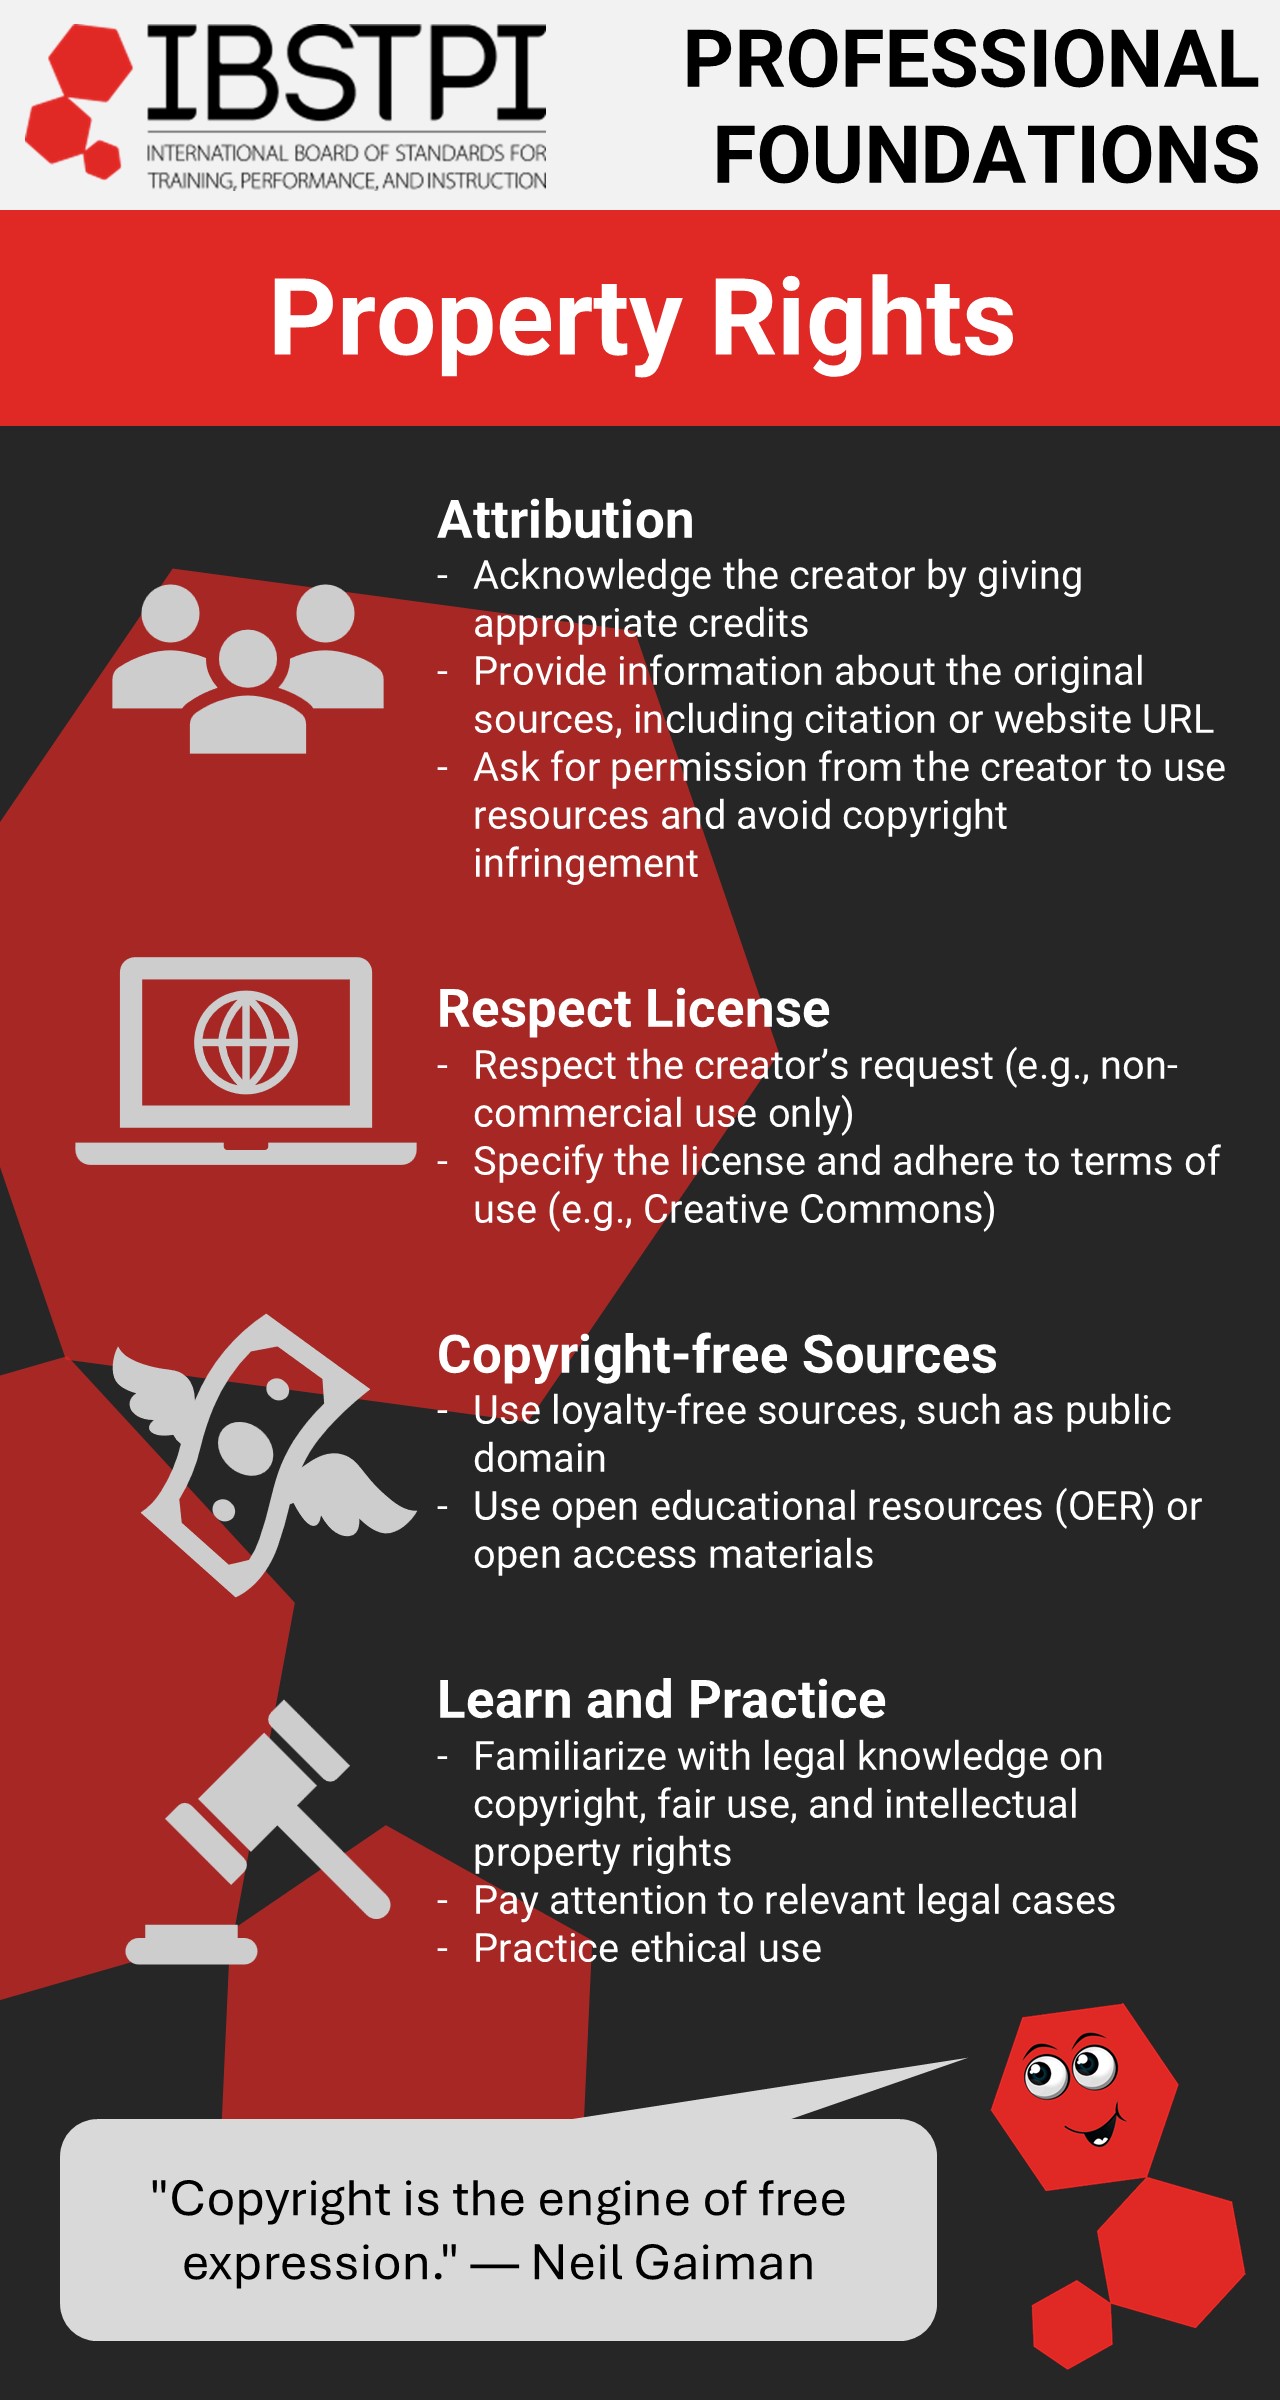 IBSTPI
INTERNATIONAL BOARD OF STANDARDS FOR
TRAINING, PERFORMANCE, AND INSTRUCTION
PROFESSIONAL
FOUNDATIONS
Property Rights
Attribution
- Acknowledge the creator by giving
appropriate credits
- Provide information about the original
sources, including citation or website URL
- Ask for permission from the creator to use
resources and avoid copyright
infringement
Respect License
- Respect the creator’s request (e.g., non-
commercial use only)
- Specify the license and adhere to terms of
use (e.g., Creative Commons)
Copyright-free Sources
- Use loyalty-free sources, such as public
domain
- Use open educational resources (OER) or
open access materials
Learn and Practice
- Familiarize with legal knowledge on
copyright, fair use, and intellectual
property rights
- Pay attention to relevant legal cases
- Practice ethical use
"Copyright is the engine of free
expression." — Neil Gaiman